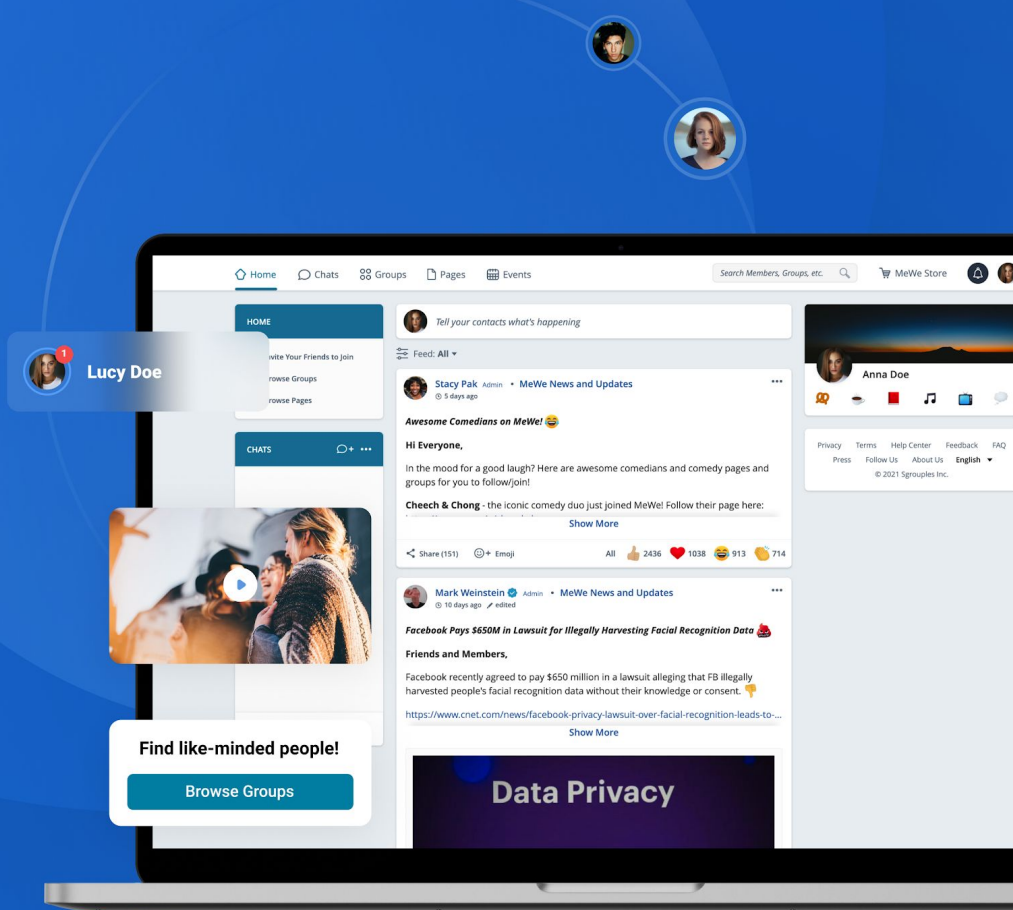 Home
Chats
Groups
Pages
Events
Search Members, Groups, etc.
MeWe Store
HOME
Invite Your Friends to Join
Browse Groups
Browse Pages
1
Lucy Doe
CHATS
Find like-minded people!
Browse Groups
Tell your contacts what's happening
Feed: All
Stacy Pak Admin • MeWe News and Updates
5 days ago
Awesome Comedians on MeWe! 😂
Hi Everyone,
In the mood for a good laugh? Here are awesome comedians and comedy pages and
groups for you to follow/join!
Cheech & Chong - the iconic comedy duo just joined MeWe! Follow their page here:
Show More
Share (151)
Emoji
All 👍 2436 ❤️ 1038 😂 913 👏 714
Mark Weinstein Admin • MeWe News and Updates
10 days ago edited
Facebook Pays $650M in Lawsuit for Illegally Harvesting Facial Recognition Data
Friends and Members,
Facebook recently agreed to pay $650 million in a lawsuit alleging that FB illegally
harvested people's facial recognition data without their knowledge or consent. 👎
https://www.cnet.com/news/facebook-privacy-lawsuit-over-facial-recognition-leads-to-...
Show More
Data Privacy
Anna Doe
Privacy Terms Help Center Feedback FAQ
Press Follow Us About Us English
© 2021 Sgrouples Inc.